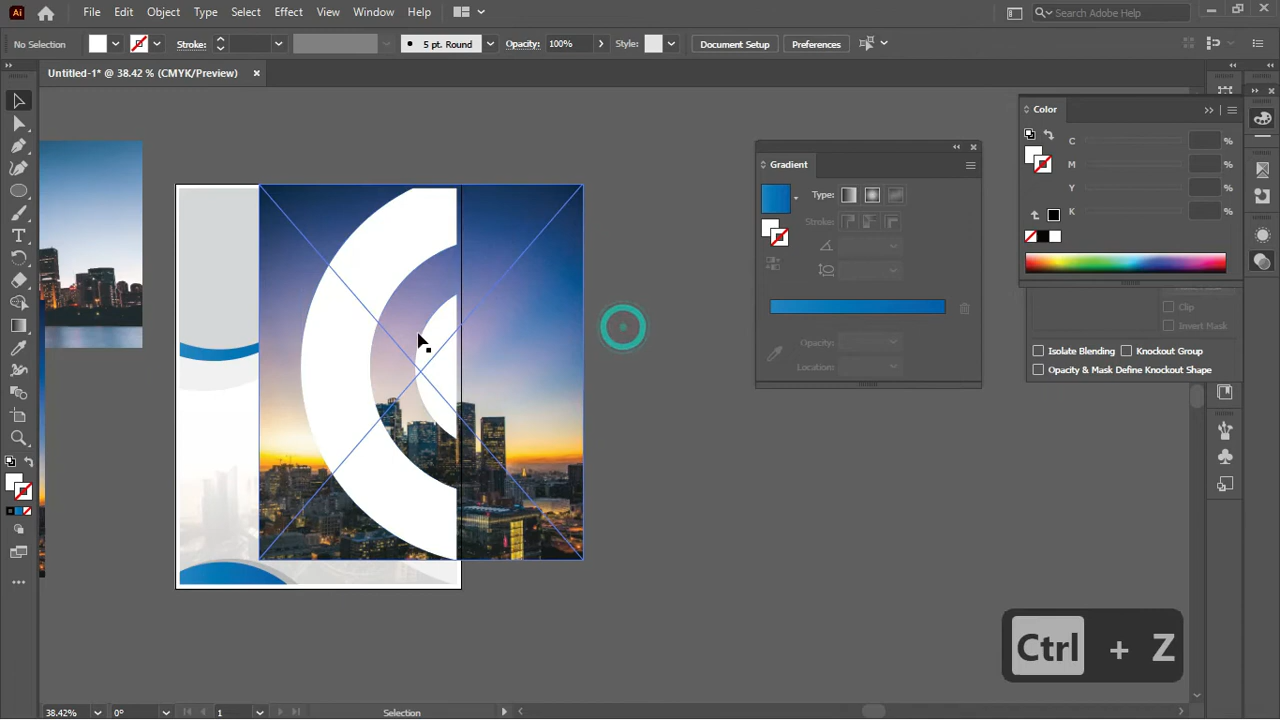 Ai File Edit Object Type Select Effect View Window Help Search Adobe Help
No Selection Stroke: 5 pt. Round Opacity: 100% Style: Document Setup Preferences
Untitled-1* @ 38.42 % (CMYK/Preview)
Color
C %
M %
Y %
K %
Gradient
Type:
Stroke:
Opacity:
Location:
Clip
Invert Mask
Isolate Blending Knockout Group
Opacity & Mask Define Knockout Shape
T
Ctrl + Z
38.42% 0° 1 Selection